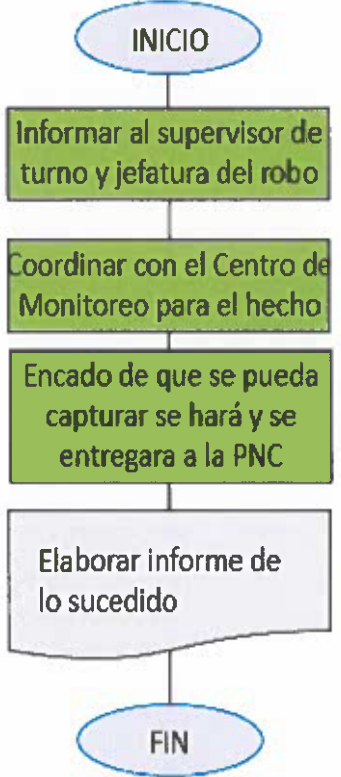 INICIO
Informar al supervisor de
turno y jefatura del robo
Coordinar con el Centro de
Monitoreo para el hecho
Encado de que se pueda
capturar se hará y se
entregara a la PNC
Elaborar informe de
lo sucedido
FIN